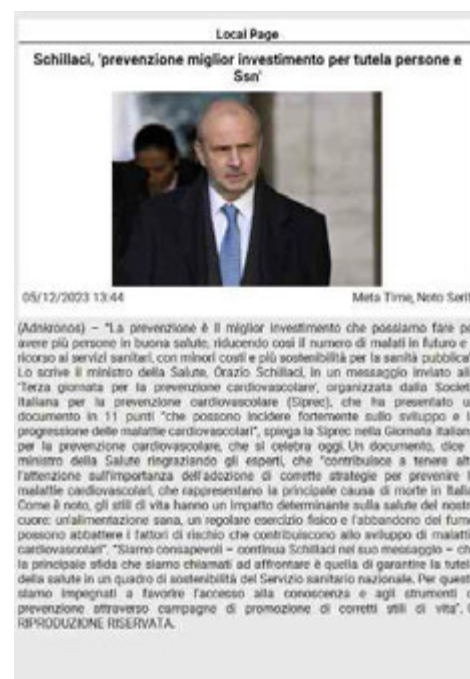 Local Page
Schillaci, 'prevenzione miglior investimento per tutela persone e
Ssn'
05/12/2023 13:44
Meta Time, Noto Serif
(Adnkronos) – "La prevenzione è il miglior investimento che possiamo fare pe
avere più persone in buona salute, riducendo così il numero di malati in futuro e
ricorso ai servizi sanitari, con minori costi e più sostenibilità per la sanità pubblica"
Lo scrive il ministro della Salute, Orazio Schillaci, in un messaggio inviato all
'Terza giornata per la prevenzione cardiovascolare', organizzata dalla Societ
italiana per la prevenzione cardiovascolare (Siprec), che ha presentato u
documento in 11 punti "che possono incidere fortemente sullo sviluppo e l
progressione delle malattie cardiovascolari", spiega la Siprec nella Giornata italian
per la prevenzione cardiovascolare, che si celebra oggi. Un documento, dice
ministro della Salute ringraziando gli esperti, che "contribuisce a tenere alt
l'attenzione sull'importanza dell'adozione di corrette strategie per prevenire l
malattie cardiovascolari, che rappresentano la principale causa di morte in Itali
Come è noto, gli stili di vita hanno un impatto determinante sulla salute del nostr
cuore: un'alimentazione sana, un regolare esercizio fisico e l'abbandono del fum
possono abbattere i fattori di rischio che contribuiscono allo sviluppo di malatti
cardiovascolari". "Siamo consapevoli – continua Schillaci nel suo messaggio – ch
la principale sfida che siamo chiamati ad affrontare è quella di garantire la tutel
della salute in un quadro di sostenibilità del Servizio sanitario nazionale. Per quest
siamo impegnati a favorire l'accesso alla conoscenza e agli strumenti d
prevenzione attraverso campagne di promozione di corretti stili di vita".
RIPRODUZIONE RISERVATA.